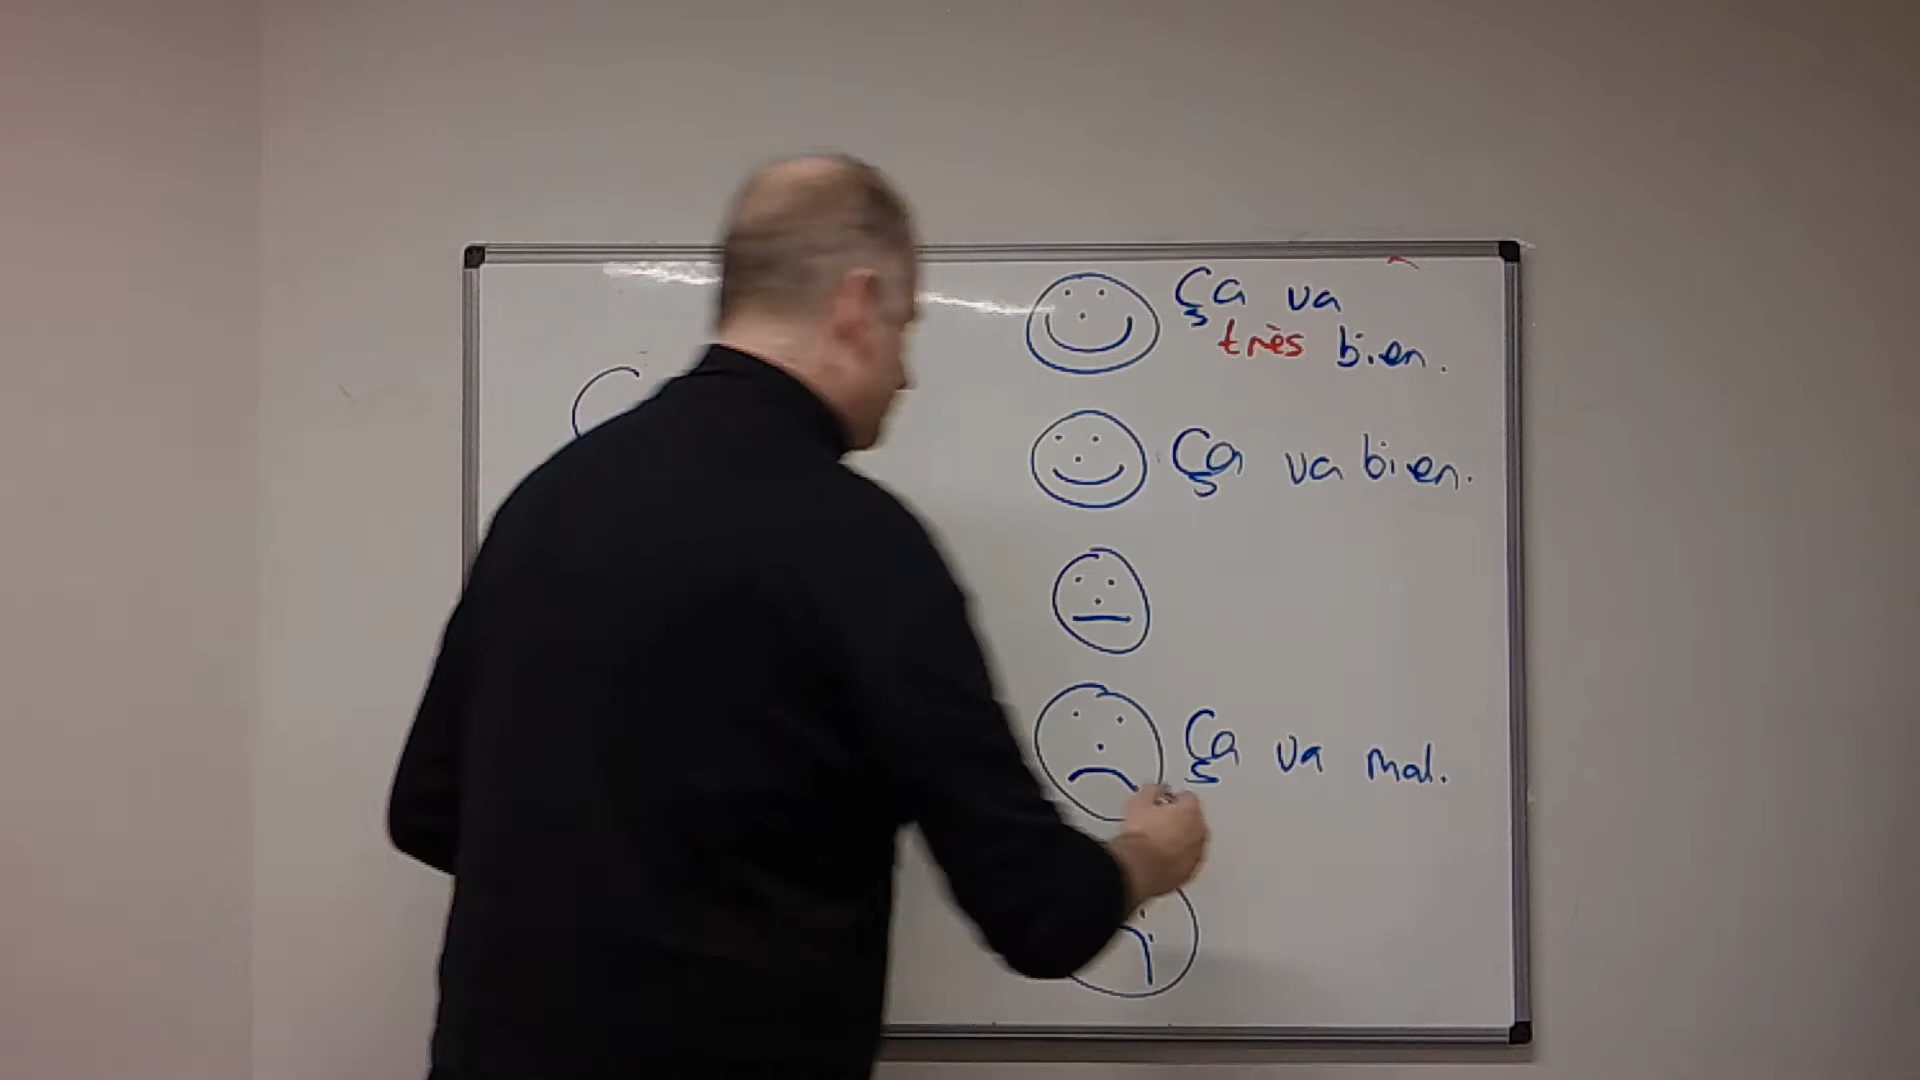 Ça va
très bien.
Ça va bien.
Ça va mal.